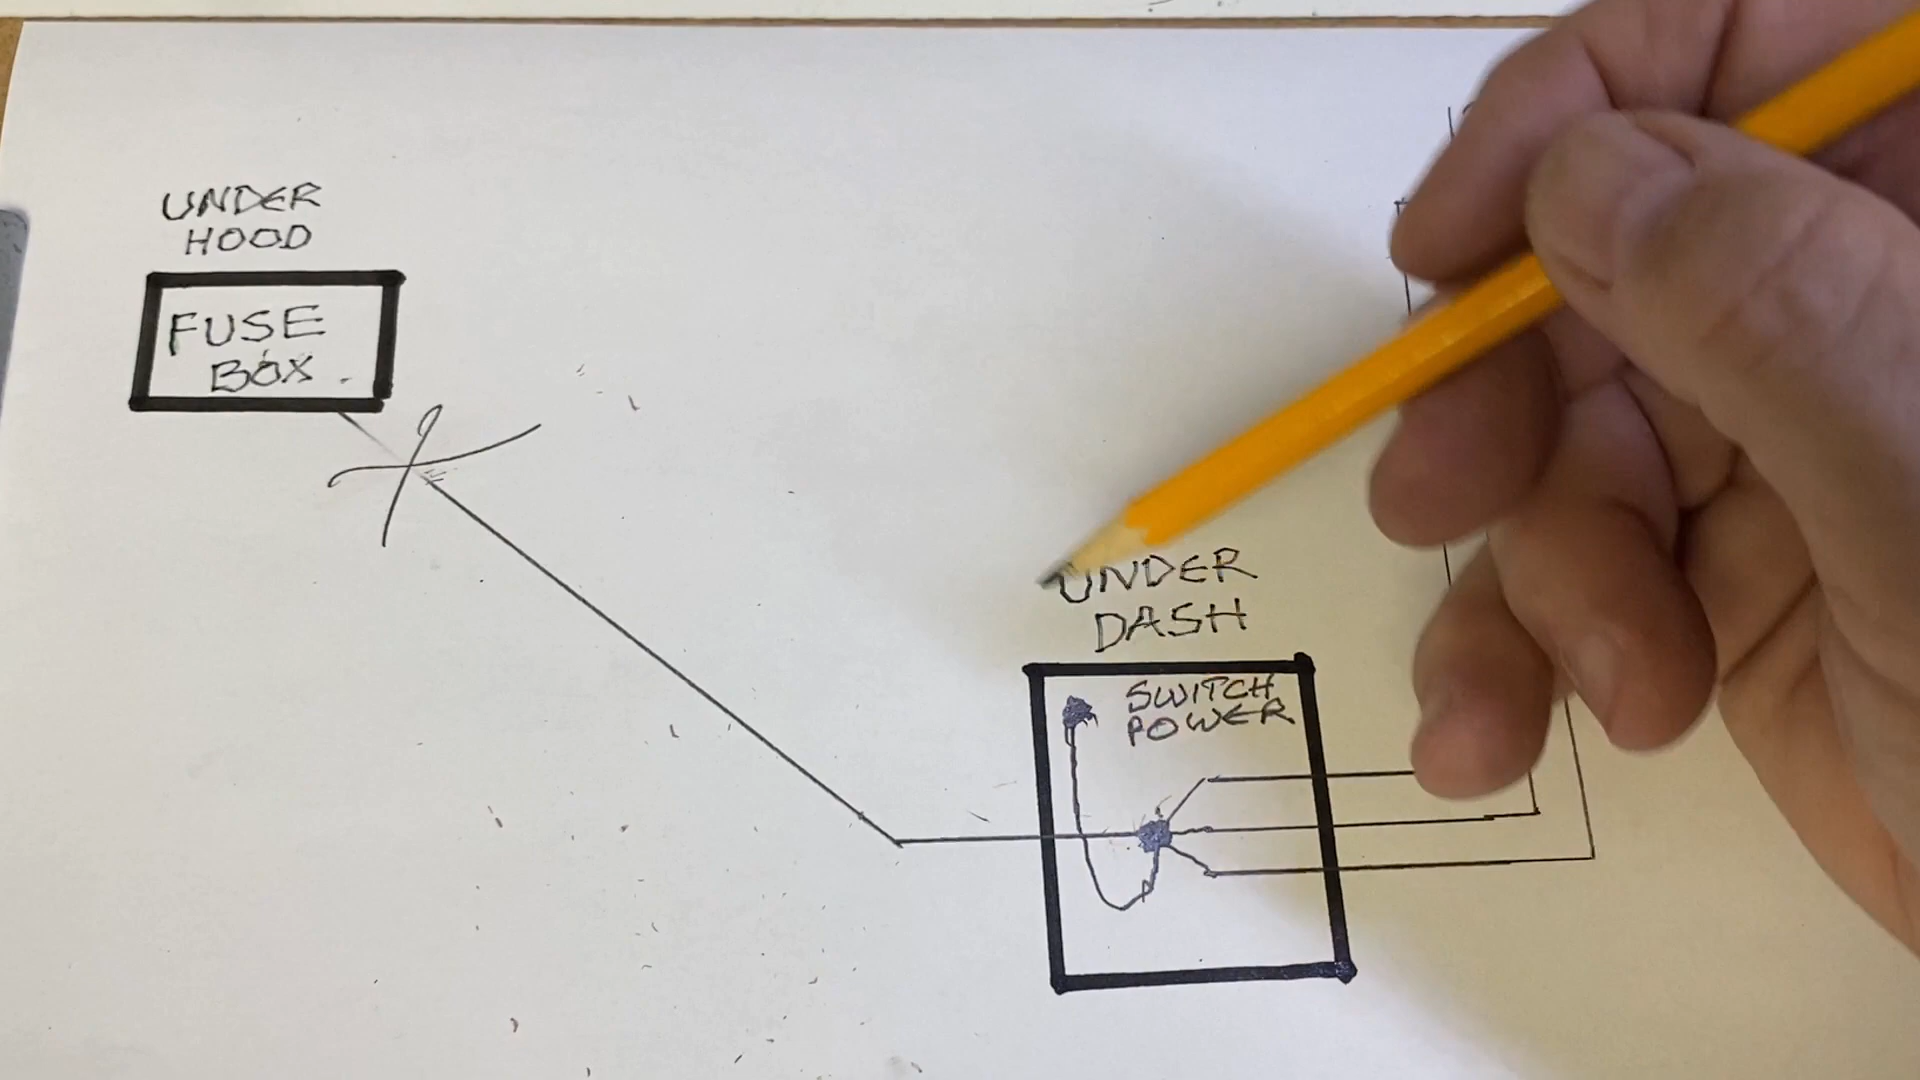 UNDER
HOOD
FUSE
BOX
UNDER
DASH
SWITCH
POWER